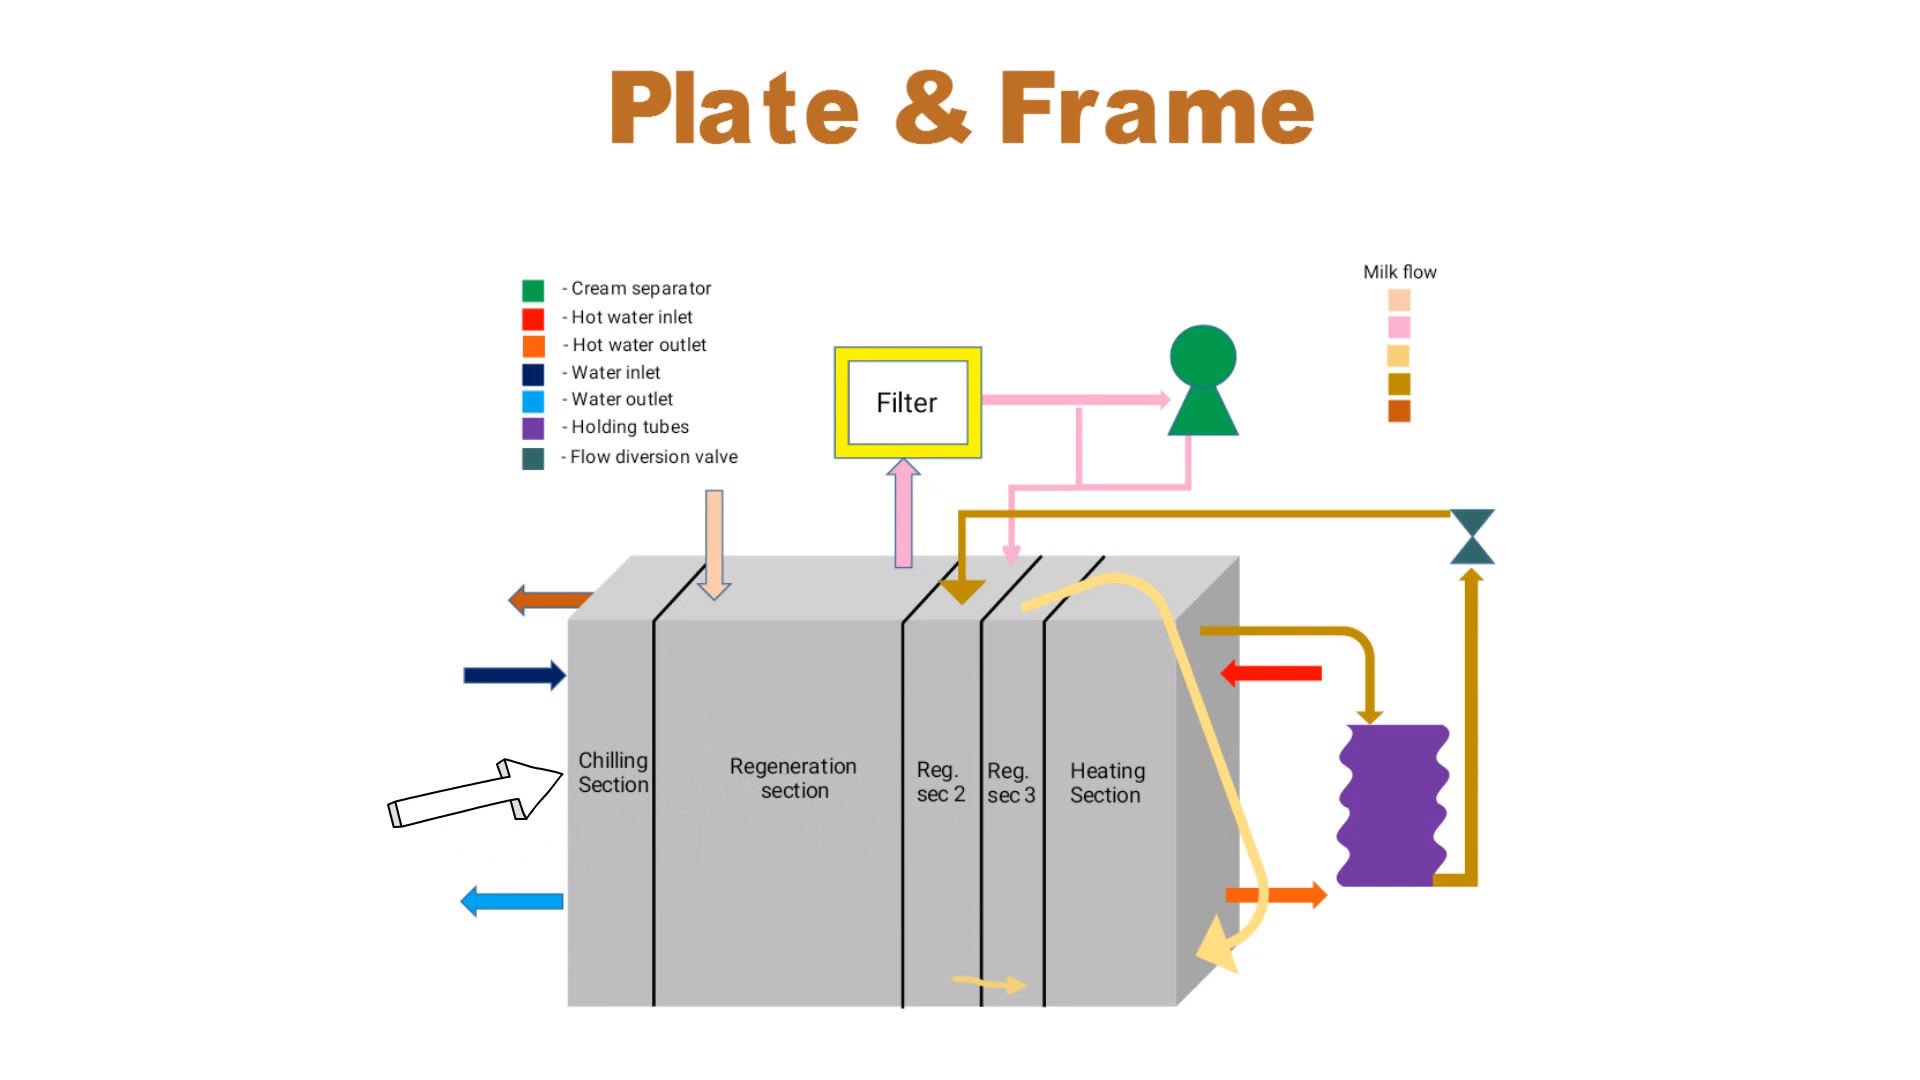 Plate & Frame
- Cream separator
- Hot water inlet
- Hot water outlet
- Water inlet
- Water outlet
- Holding tubes
- Flow diversion valve
Milk flow
Filter
Chilling
Section
Regeneration
section
Reg.
sec 2
Reg.
sec 3
Heating
Section